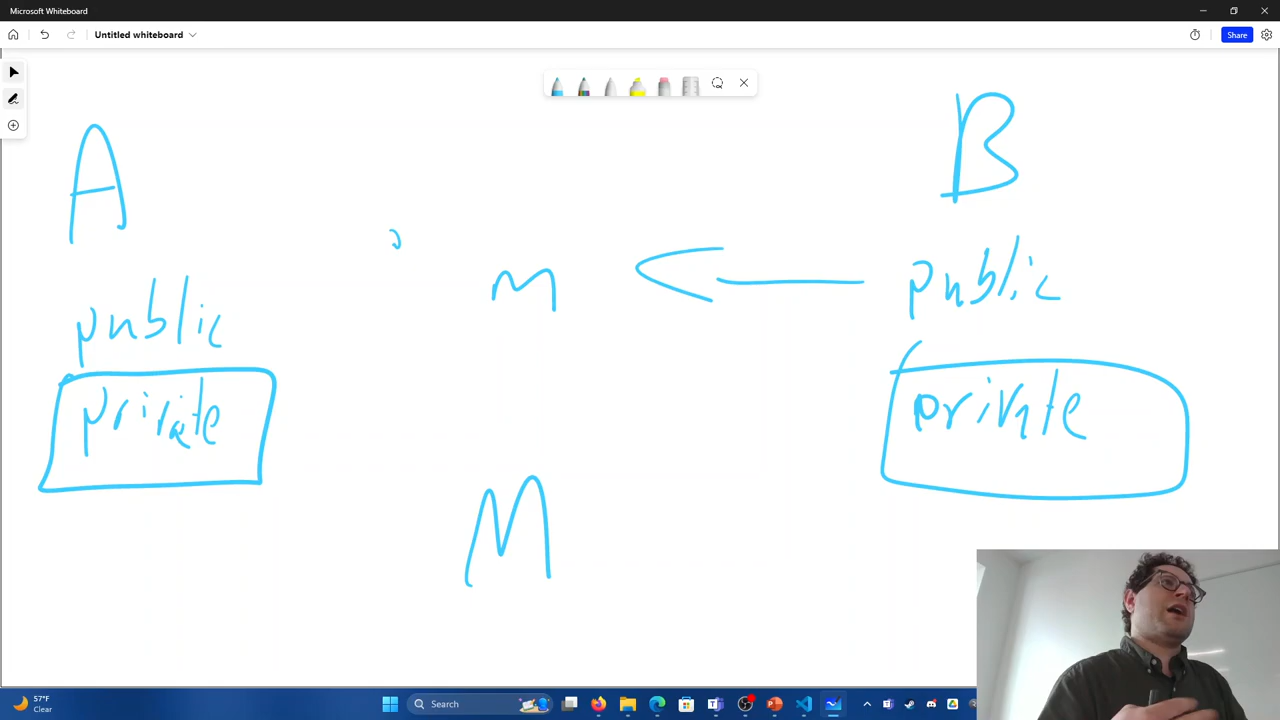 Microsoft Whiteboard
Untitled whiteboard
Share
A
B
public
private
m
public
private
M
57°F
Clear
Search